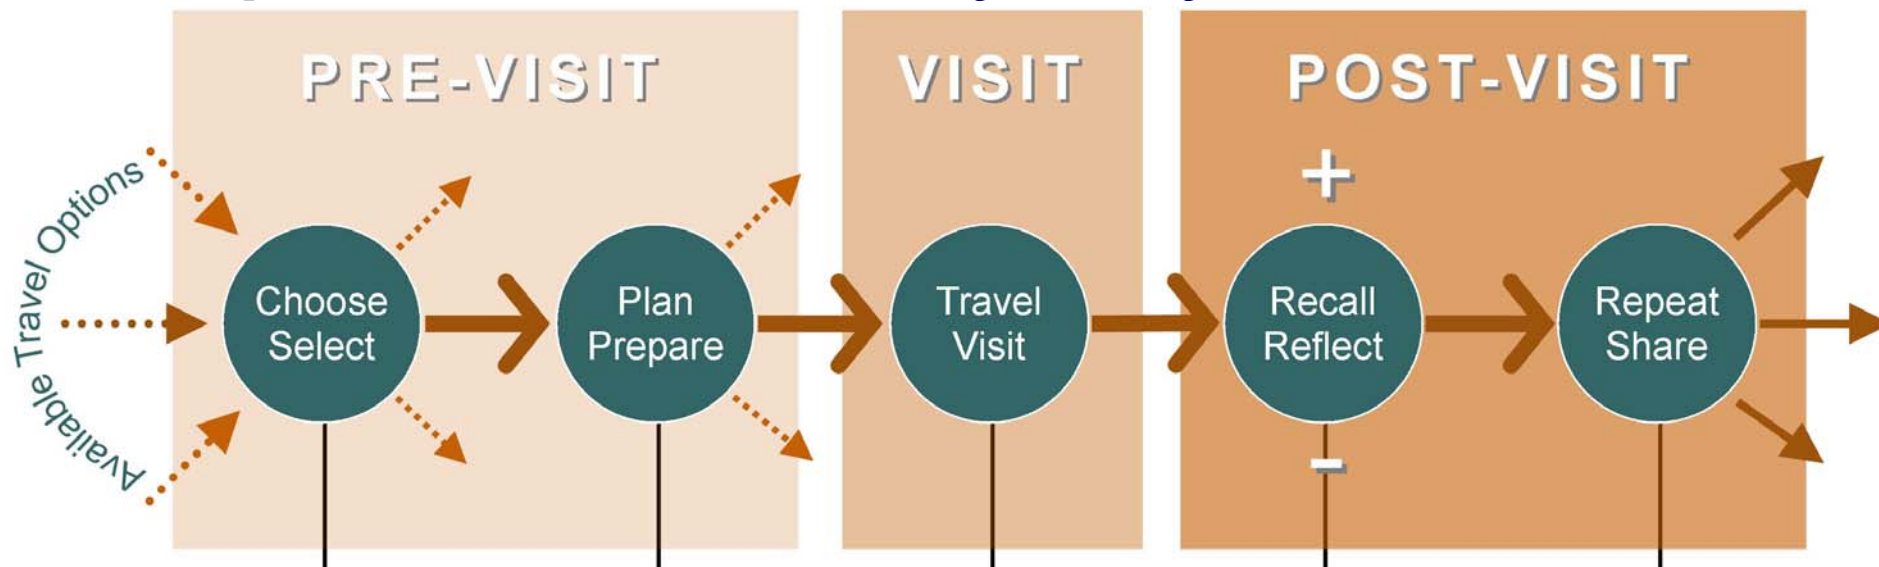 PRE-VISIT
VISIT
POST-VISIT
Available Travel Options
Choose
Select
Plan
Prepare
Travel
Visit
+
Recall
Reflect
-
Repeat
Share